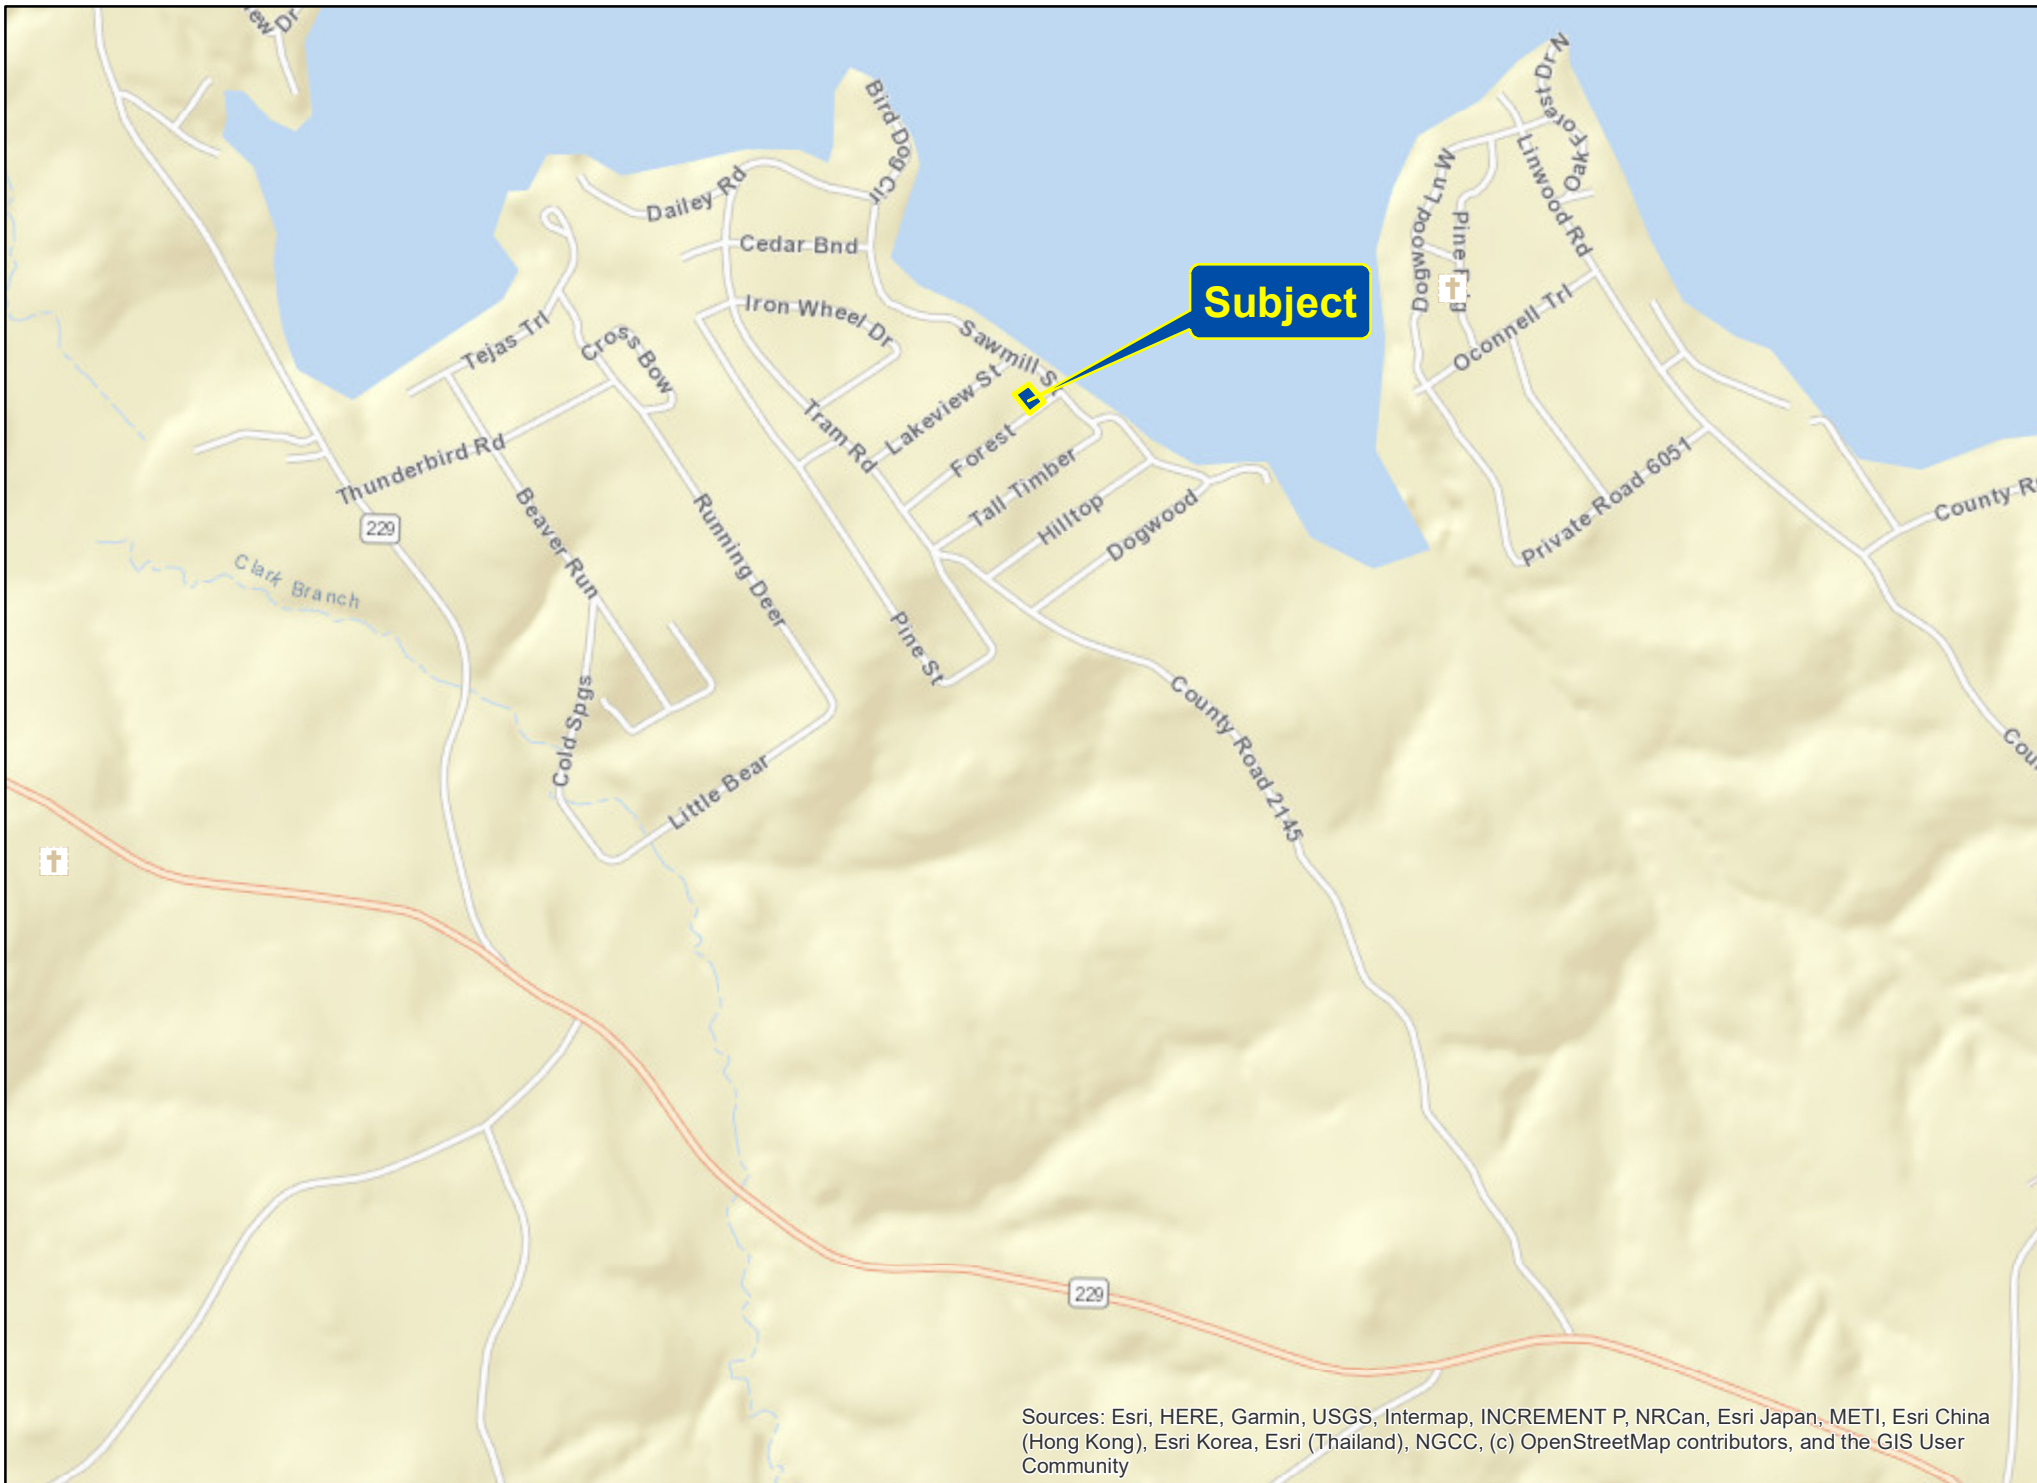 Bird Dog Cir
Oak Forest Dr N
Linwood Rd
Dogwood Ln W
Pine
Dailey Rd
Cedar Bnd
Subject
Iron Wheel Dr
Sawmill St
Oconnell Trl
Tejas Trl
Cross Bow
Lakeview St
Tram Rd
Forest
Thunderbird Rd
Tall Timber
Private Road 6051
County
229
Beaver Run
Running Deer
Hilltop
Dogwood
Clark Branch
Pine St
Cold Spgs
County Road 2145
Little Bear
229
Sources: Esri, HERE, Garmin, USGS, Intermap, INCREMENT P, NRCan, Esri Japan, METI, Esri China
(Hong Kong), Esri Korea, Esri (Thailand), NGCC, (c) OpenStreetMap contributors, and the GIS User
Community